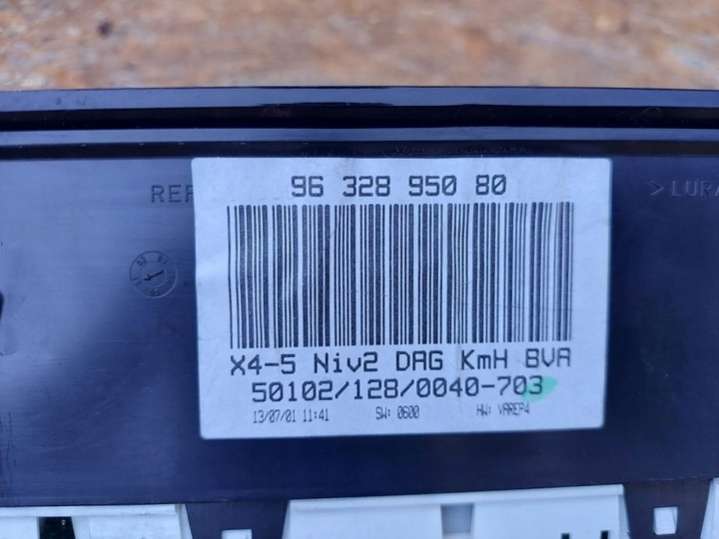 96 328 950 80
REF
> LURA
X4-5 Niv2 DAG KmH BVA
50102/128/0040-703
13/07/01 11:41 SW: 0600 HW: VAREP4